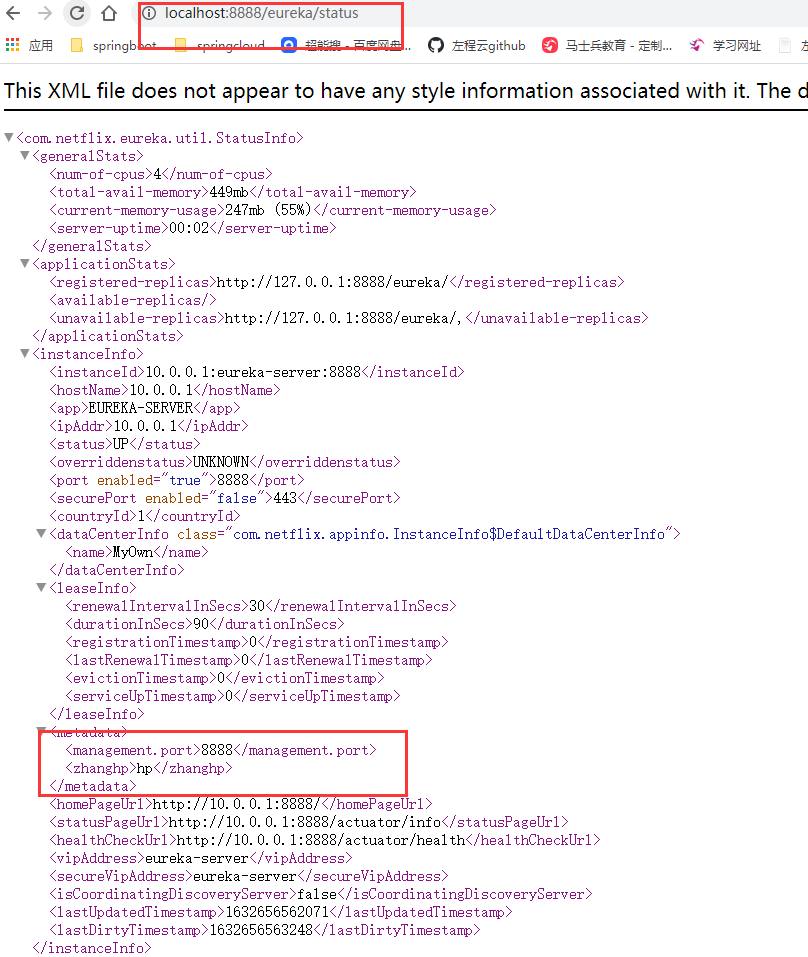 localhost:8888/eureka/status
应用 springboot springcloud 超能搜 - 百度网盘... 左程云github 马士兵教育 - 定制... 学习网址
This XML file does not appear to have any style information associated with it. The d
▼<com.netflix.eureka.util.StatusInfo>
▼<generalStats>
<num-of-cpus>4</num-of-cpus>
<total-avail-memory>449mb</total-avail-memory>
<current-memory-usage>247mb (55%)</current-memory-usage>
<server-uptime>00:02</server-uptime>
</generalStats>
▼<applicationStats>
<registered-replicas>http://127.0.0.1:8888/eureka/</registered-replicas>
<available-replicas/>
<unavailable-replicas>http://127.0.0.1:8888/eureka/,</unavailable-replicas>
</applicationStats>
▼<instanceInfo>
<instanceId>10.0.0.1:eureka-server:8888</instanceId>
<hostName>10.0.0.1</hostName>
<app>EUREKA-SERVER</app>
<ipAddr>10.0.0.1</ipAddr>
<status>UP</status>
<overriddenstatus>UNKNOWN</overriddenstatus>
<port enabled="true">8888</port>
<securePort enabled="false">443</securePort>
<countryId>1</countryId>
▼<dataCenterInfo class="com.netflix.appinfo.InstanceInfo$DefaultDataCenterInfo">
<name>MyOwn</name>
</dataCenterInfo>
▼<leaseInfo>
<renewalIntervalInSecs>30</renewalIntervalInSecs>
<durationInSecs>90</durationInSecs>
<registrationTimestamp>0</registrationTimestamp>
<lastRenewalTimestamp>0</lastRenewalTimestamp>
<evictionTimestamp>0</evictionTimestamp>
<serviceUpTimestamp>0</serviceUpTimestamp>
</leaseInfo>
▼<metadata>
<management.port>8888</management.port>
<zhanghp>hp</zhanghp>
</metadata>
<homePageUrl>http://10.0.0.1:8888/</homePageUrl>
<statusPageUrl>http://10.0.0.1:8888/actuator/info</statusPageUrl>
<healthCheckUrl>http://10.0.0.1:8888/actuator/health</healthCheckUrl>
<vipAddress>eureka-server</vipAddress>
<secureVipAddress>eureka-server</secureVipAddress>
<isCoordinatingDiscoveryServer>false</isCoordinatingDiscoveryServer>
<lastUpdatedTimestamp>1632656562071</lastUpdatedTimestamp>
<lastDirtyTimestamp>1632656563248</lastDirtyTimestamp>
</instanceInfo>